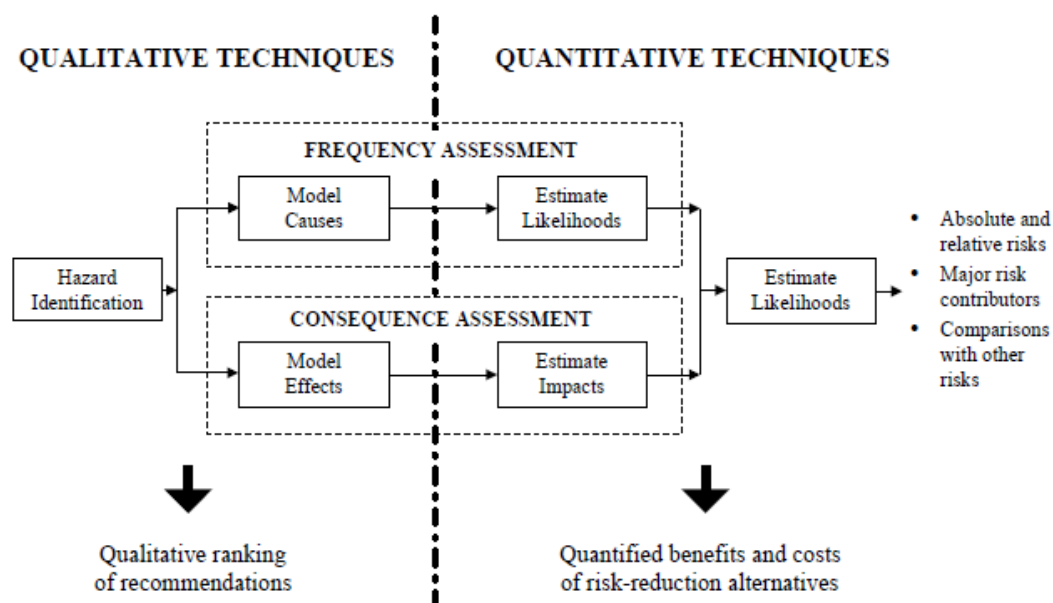 QUALITATIVE TECHNIQUES
QUANTITATIVE TECHNIQUES
FREQUENCY ASSESSMENT
Model
Causes
Estimate
Likelihoods
Hazard
Identification
CONSEQUENCE ASSESSMENT
Model
Effects
Estimate
Impacts
Estimate
Likelihoods
• Absolute and
relative risks
• Major risk
contributors
• Comparisons
with other
risks
Qualitative ranking
of recommendations
Quantified benefits and costs
of risk-reduction alternatives